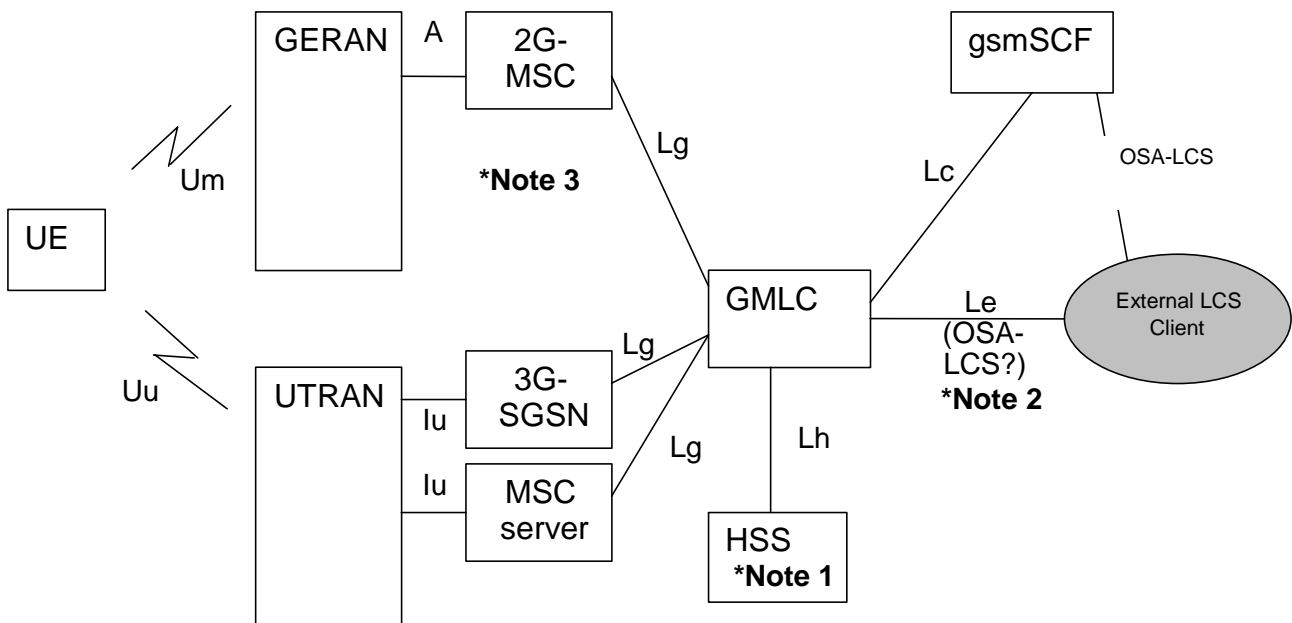 GERAN
A
2G-
MSC
gsmSCF
Lg
OSA-LCS
Lc
Um
*Note 3
UE
GMLC
Le
(OSA-
LCS?)
*Note 2
External LCS
Client
Uu
UTRAN
Iu
3G-
SGSN
Lg
Iu
MSC
server
Lg
Lh
HSS
*Note 1